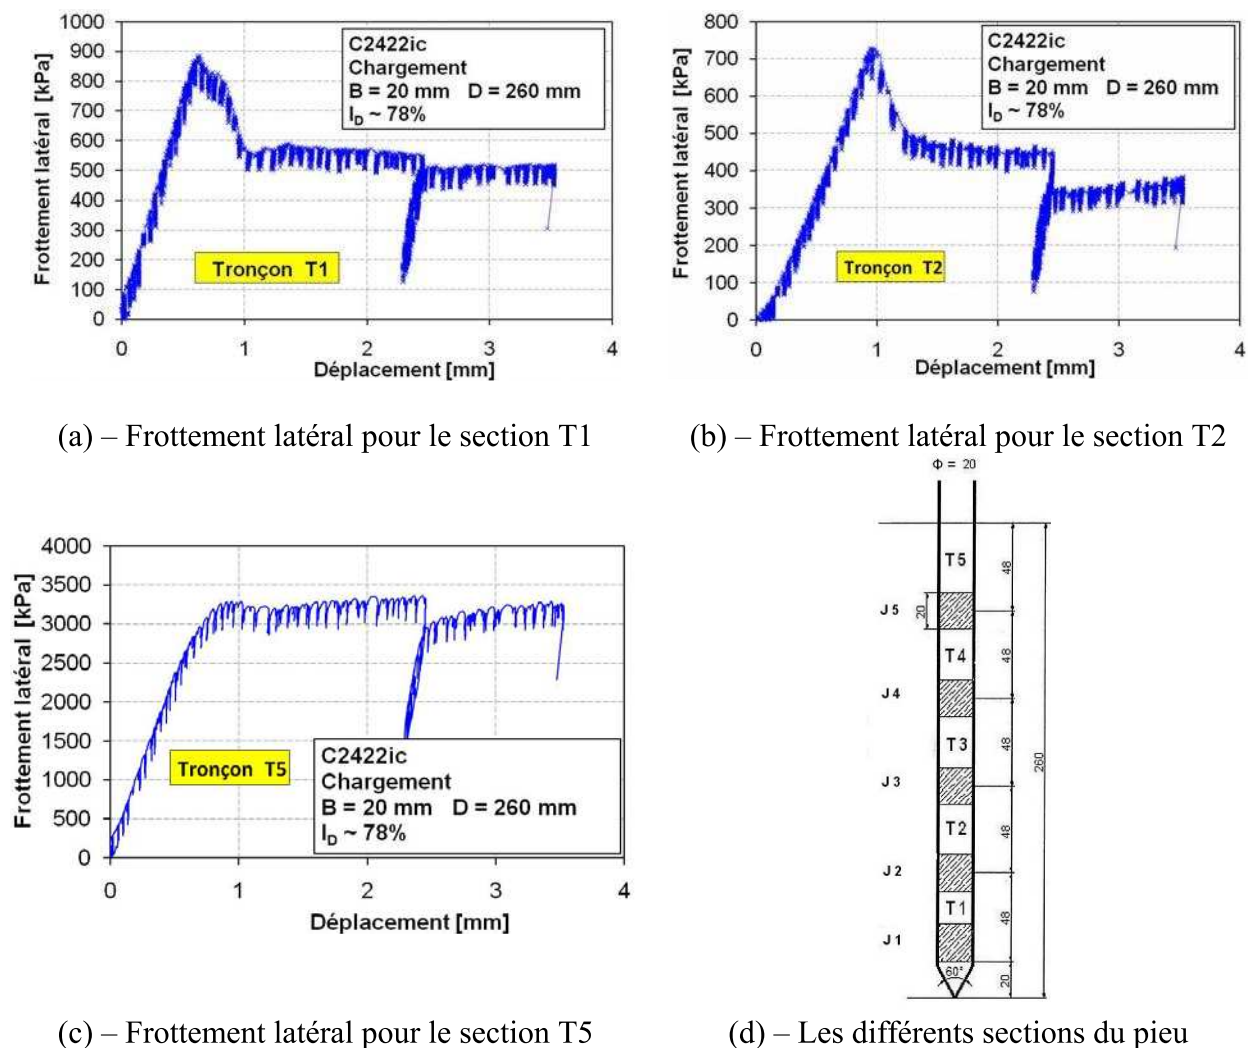 1000
900
800
700
600
500
400
300
200
100
0
Frottement latéral [kPa]
C2422ic
Chargement
B = 20 mm D = 260 mm
I_D ~ 78%
Tronçon T1
0 1 2 3 4
Déplacement [mm]
800
700
600
500
400
300
200
100
0
Frottement latéral [kPa]
C2422ic
Chargement
B = 20 mm D = 260 mm
I_D ~ 78%
Tronçon T2
0 1 2 3 4
Déplacement [mm]
(a) – Frottement latéral pour le section T1
(b) – Frottement latéral pour le section T2
4000
3500
3000
2500
2000
1500
1000
500
0
Frottement latéral [kPa]
Tronçon T5
C2422ic
Chargement
B = 20 mm D = 260 mm
I_D ~ 78%
0 1 2 3 4
Déplacement [mm]
Φ = 20
T5
48
J5
20
T4
48
J4
T3
48
260
J3
T2
48
J2
T1
48
J1
60°
20
(c) – Frottement latéral pour le section T5
(d) – Les différents sections du pieu